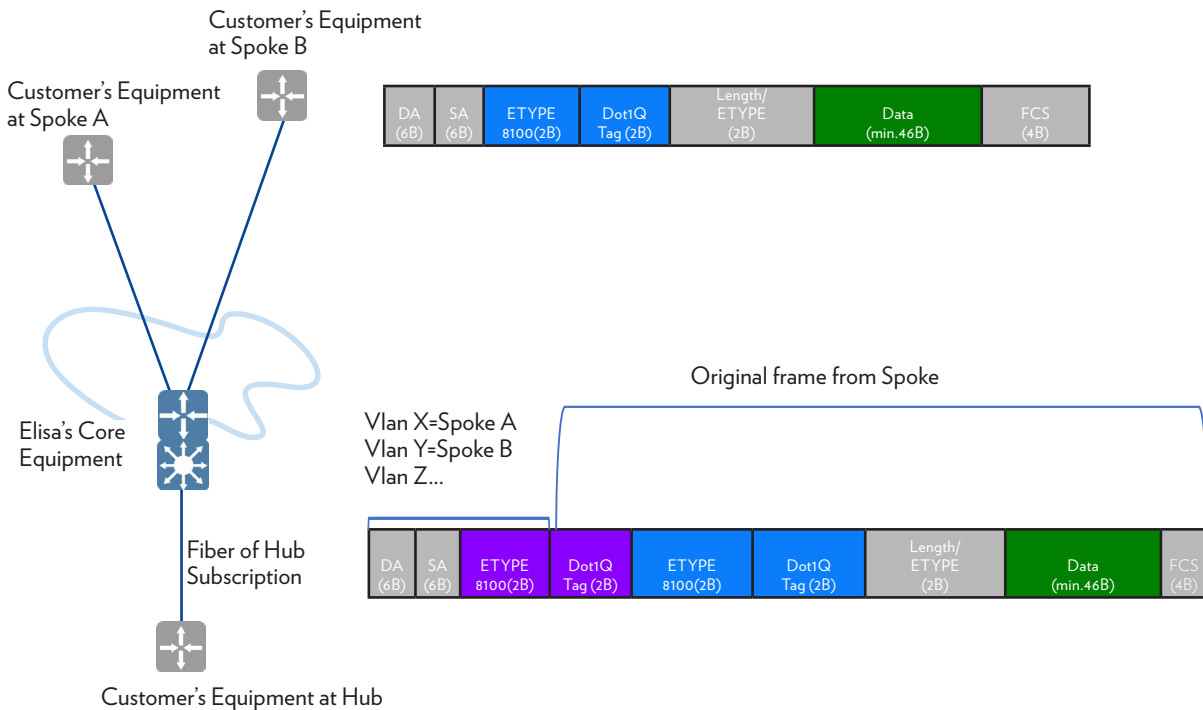 Customer's Equipment
at Spoke B
Customer's Equipment
at Spoke A
DA
(6B)
SA
(6B)
ETYPE
8100(2B)
Dot1Q
Tag (2B)
Length/
ETYPE
(2B)
Data
(min.46B)
FCS
(4B)
Original frame from Spoke
Vlan X=Spoke A
Vlan Y=Spoke B
Vlan Z...
Elisa's Core
Equipment
Fiber of Hub
Subscription
DA
(6B)
SA
(6B)
ETYPE
8100(2B)
Dot1Q
Tag (2B)
ETYPE
8100(2B)
Dot1Q
Tag (2B)
Length/
ETYPE
(2B)
Data
(min.46B)
FCS
(4B)
Customer's Equipment at Hub